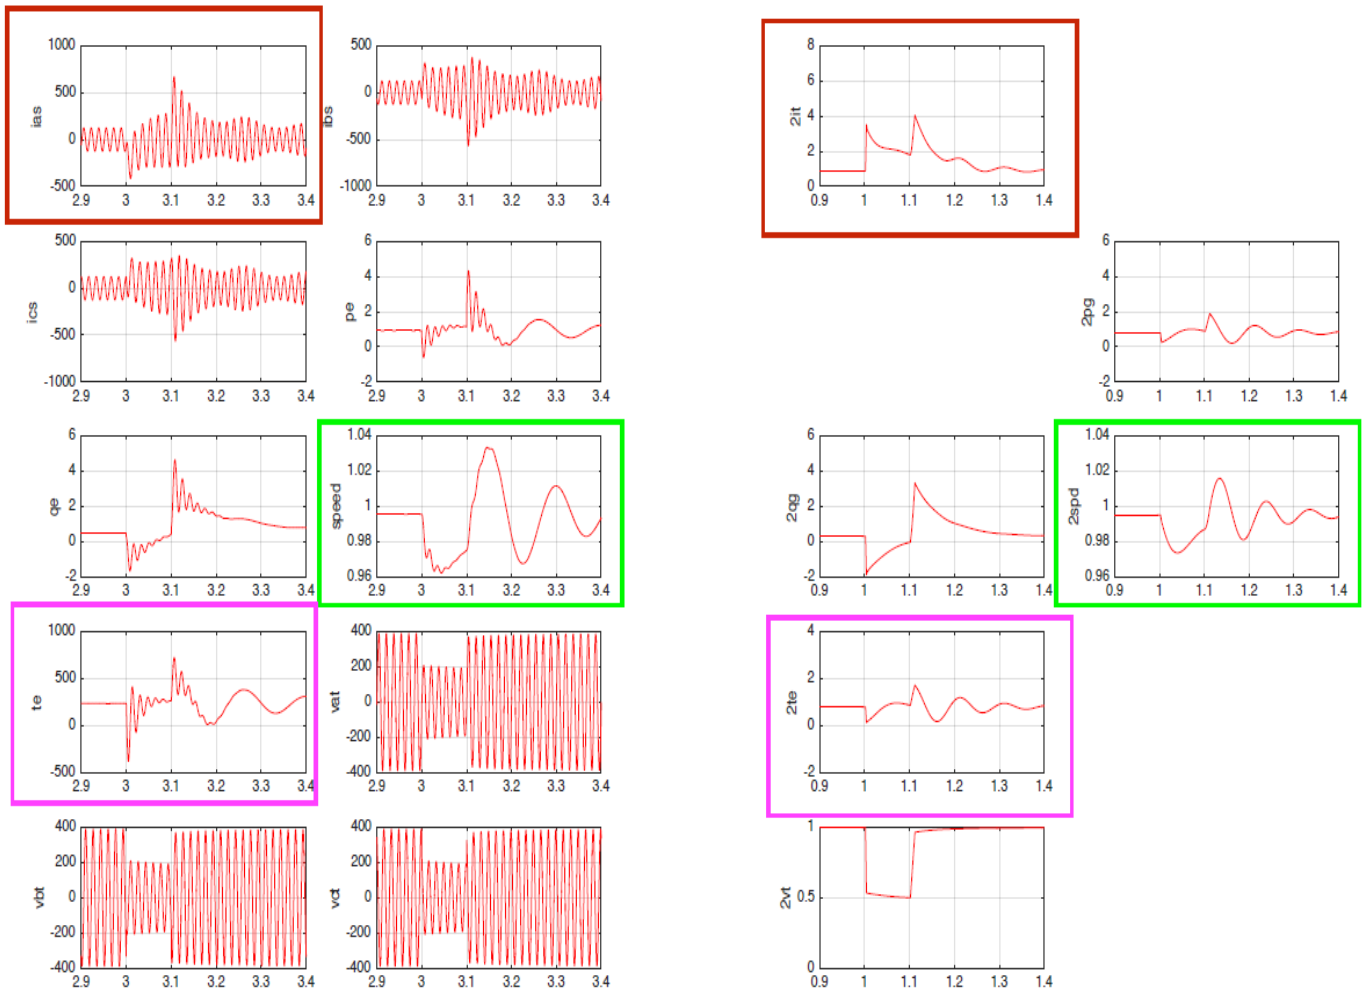 1000
500
0
-500
ias
2.9 3 3.1 3.2 3.3 3.4
500
0
-500
-1000
ibs
2.9 3 3.1 3.2 3.3 3.4
8
6
4
2
0
2it
0.9 1 1.1 1.2 1.3 1.4
500
0
-500
-1000
ics
2.9 3 3.1 3.2 3.3 3.4
6
4
2
0
-2
pe
2.9 3 3.1 3.2 3.3 3.4
6
4
2
0
-2
2pg
0.9 1 1.1 1.2 1.3 1.4
6
4
2
0
-2
qe
2.9 3 3.1 3.2 3.3 3.4
1.04
1.02
1
0.98
0.96
speed
2.9 3 3.1 3.2 3.3 3.4
6
4
2
0
-2
2qg
0.9 1 1.1 1.2 1.3 1.4
1.04
1.02
1
0.98
0.96
2spd
0.9 1 1.1 1.2 1.3 1.4
1000
500
0
-500
te
2.9 3 3.1 3.2 3.3 3.4
400
200
0
-200
-400
vat
2.9 3 3.1 3.2 3.3 3.4
4
2
0
-2
2te
0.9 1 1.1 1.2 1.3 1.4
400
200
0
-200
-400
vbt
2.9 3 3.1 3.2 3.3 3.4
400
200
0
-200
-400
vct
2.9 3 3.1 3.2 3.3 3.4
1
0.5
0
2vt
0.9 1 1.1 1.2 1.3 1.4